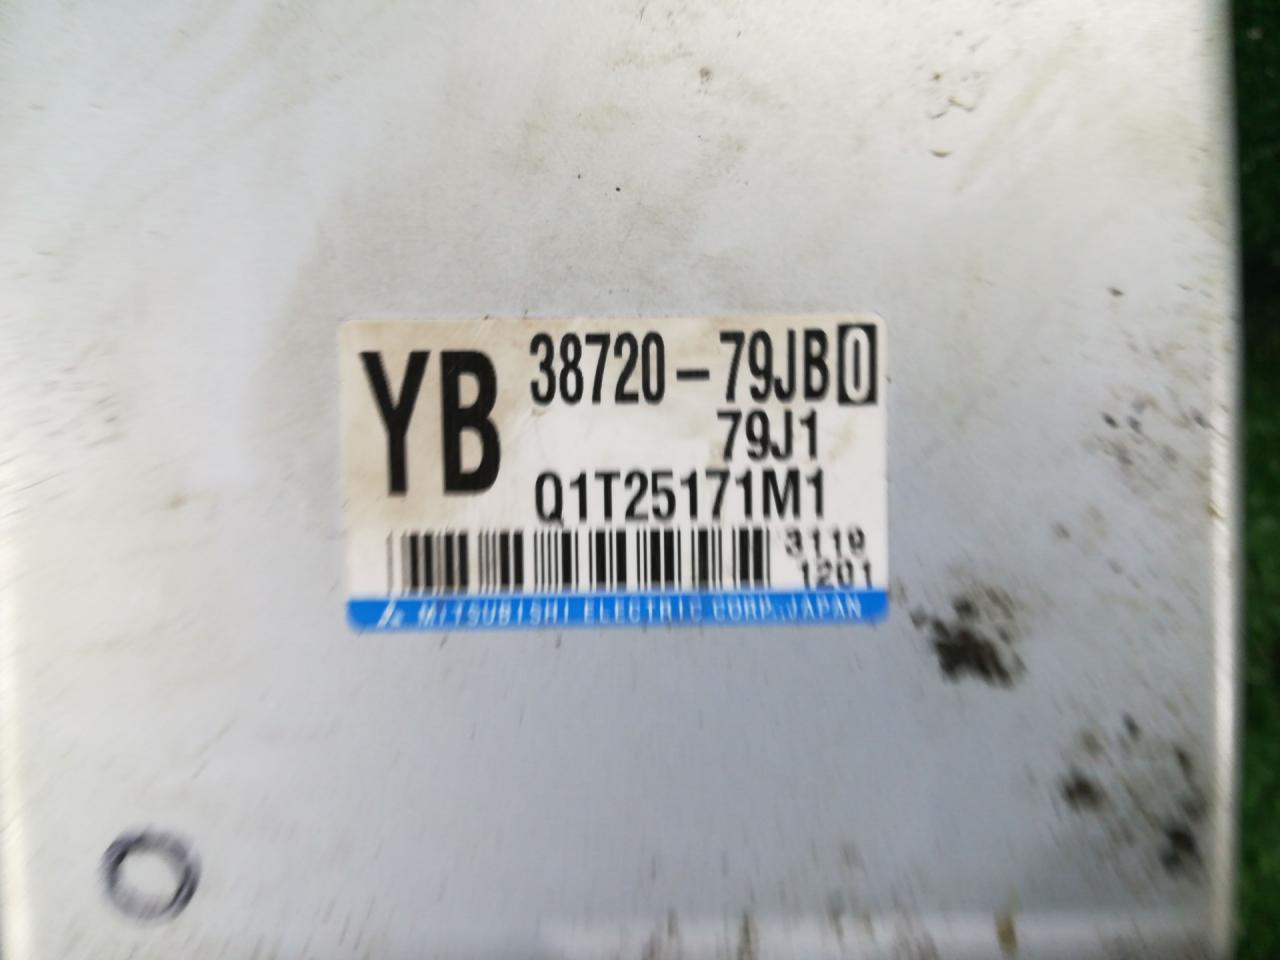 YB
38720-79JB0
79J1
Q1T25171M1
3119
1201
MITSUBISHI ELECTRIC CORP.,JAPAN